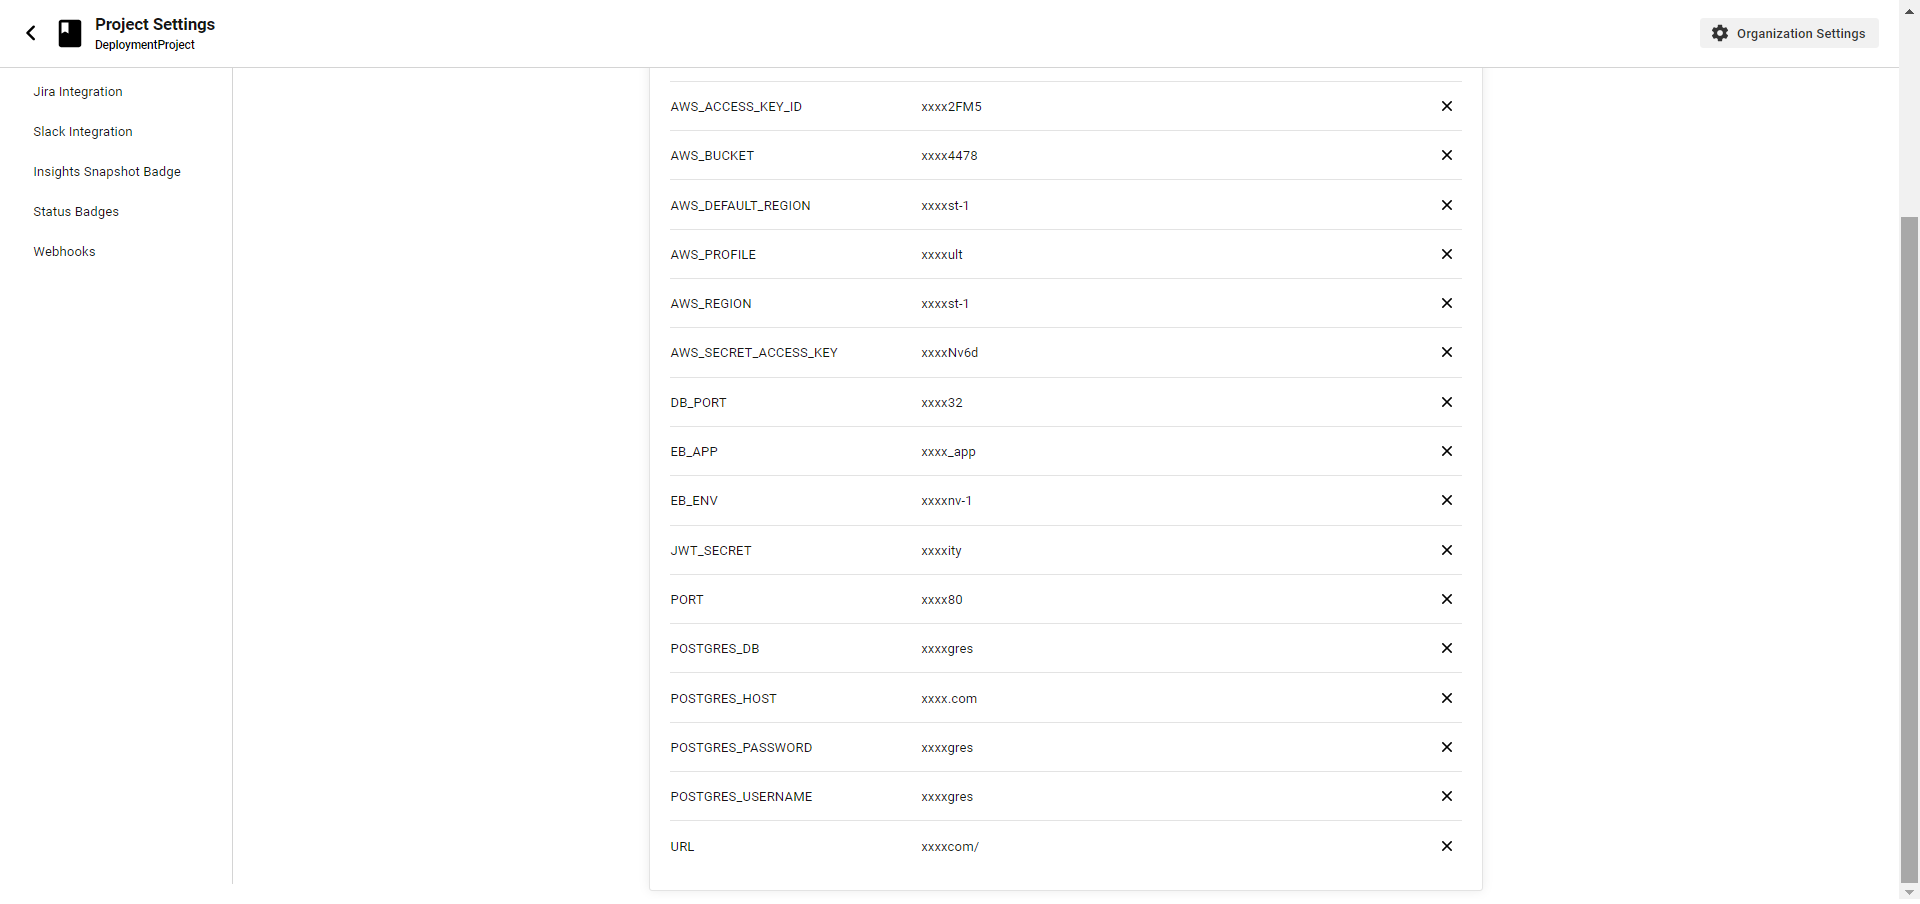 Project Settings
DeploymentProject
Organization Settings
Jira Integration
Slack Integration
Insights Snapshot Badge
Status Badges
Webhooks
AWS_ACCESS_KEY_ID xxxx2FM5
AWS_BUCKET xxxx4478
AWS_DEFAULT_REGION xxxxst-1
AWS_PROFILE xxxxult
AWS_REGION xxxxst-1
AWS_SECRET_ACCESS_KEY xxxxNv6d
DB_PORT xxxx32
EB_APP xxxx_app
EB_ENV xxxxnv-1
JWT_SECRET xxxxity
PORT xxxx80
POSTGRES_DB xxxxgres
POSTGRES_HOST xxxx.com
POSTGRES_PASSWORD xxxxgres
POSTGRES_USERNAME xxxxgres
URL xxxxcom/